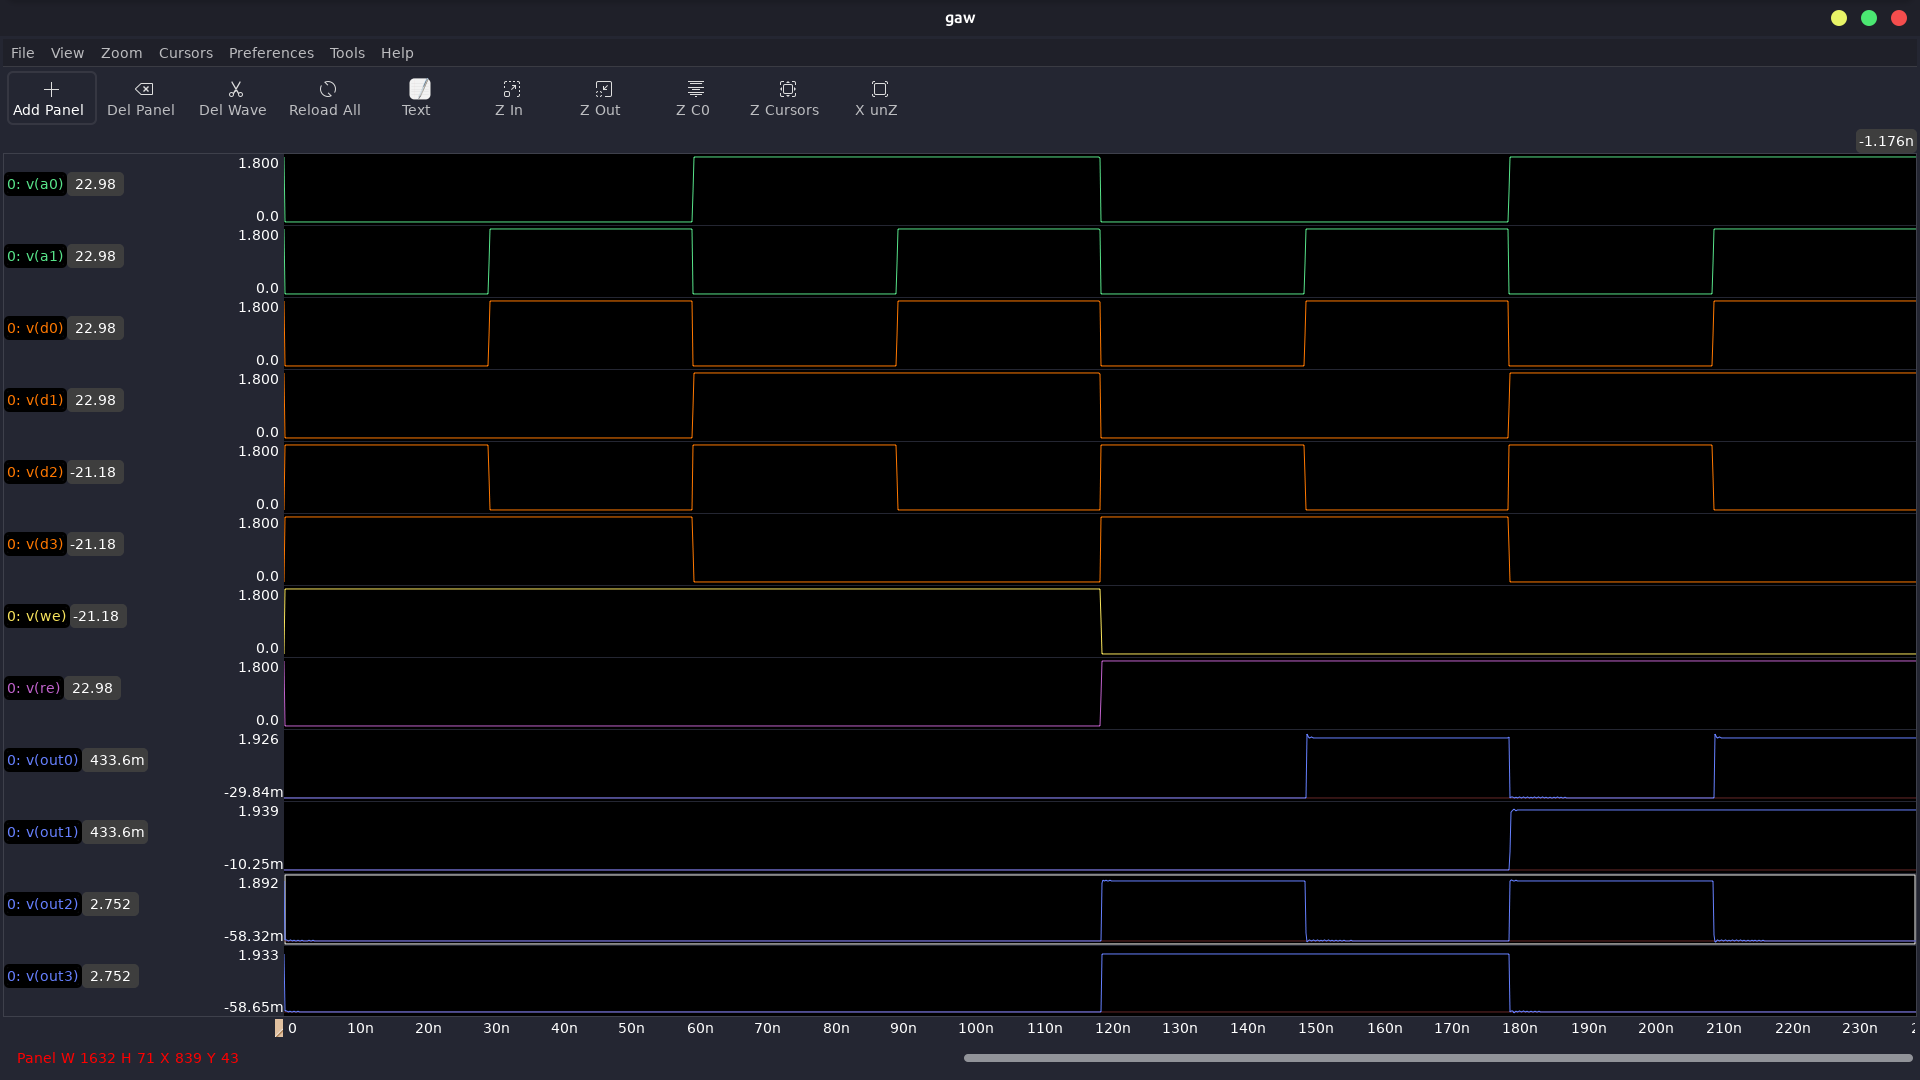 gaw
File View Zoom Cursors Preferences Tools Help
Add Panel Del Panel Del Wave Reload All Text Z In Z Out Z C0 Z Cursors X unZ
-1.176n
1.800
0: v(a0) 22.98
0.0
1.800
0: v(a1) 22.98
0.0
1.800
0: v(d0) 22.98
0.0
1.800
0: v(d1) 22.98
0.0
1.800
0: v(d2) -21.18
0.0
1.800
0: v(d3) -21.18
0.0
1.800
0: v(we) -21.18
0.0
1.800
0: v(re) 22.98
0.0
1.926
0: v(out0) 433.6m
-29.84m
1.939
0: v(out1) 433.6m
-10.25m
1.892
0: v(out2) 2.752
-58.32m
1.933
0: v(out3) 2.752
-58.65m
0 10n 20n 30n 40n 50n 60n 70n 80n 90n 100n 110n 120n 130n 140n 150n 160n 170n 180n 190n 200n 210n 220n 230n
Panel W 1632 H 71 X 839 Y 43